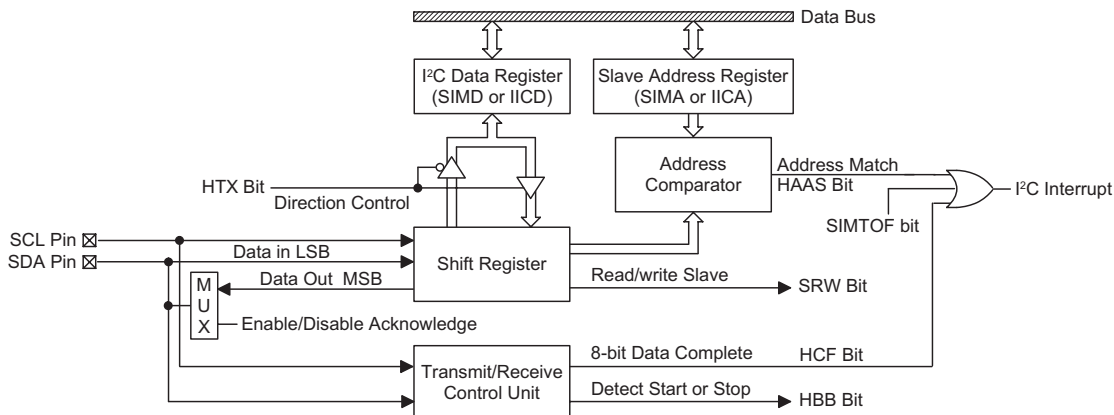 Data Bus
I²C Data Register
(SIMD or IICD)
Slave Address Register
(SIMA or IICA)
Address
Comparator
Address Match
HAAS Bit
HTX Bit
Direction Control
I²C Interrupt
SIMTOF bit
SCL Pin
SDA Pin
Data in LSB
Shift Register
Data Out MSB
Read/write Slave
SRW Bit
M
U
X
Enable/Disable Acknowledge
Transmit/Receive
Control Unit
8-bit Data Complete
HCF Bit
Detect Start or Stop
HBB Bit